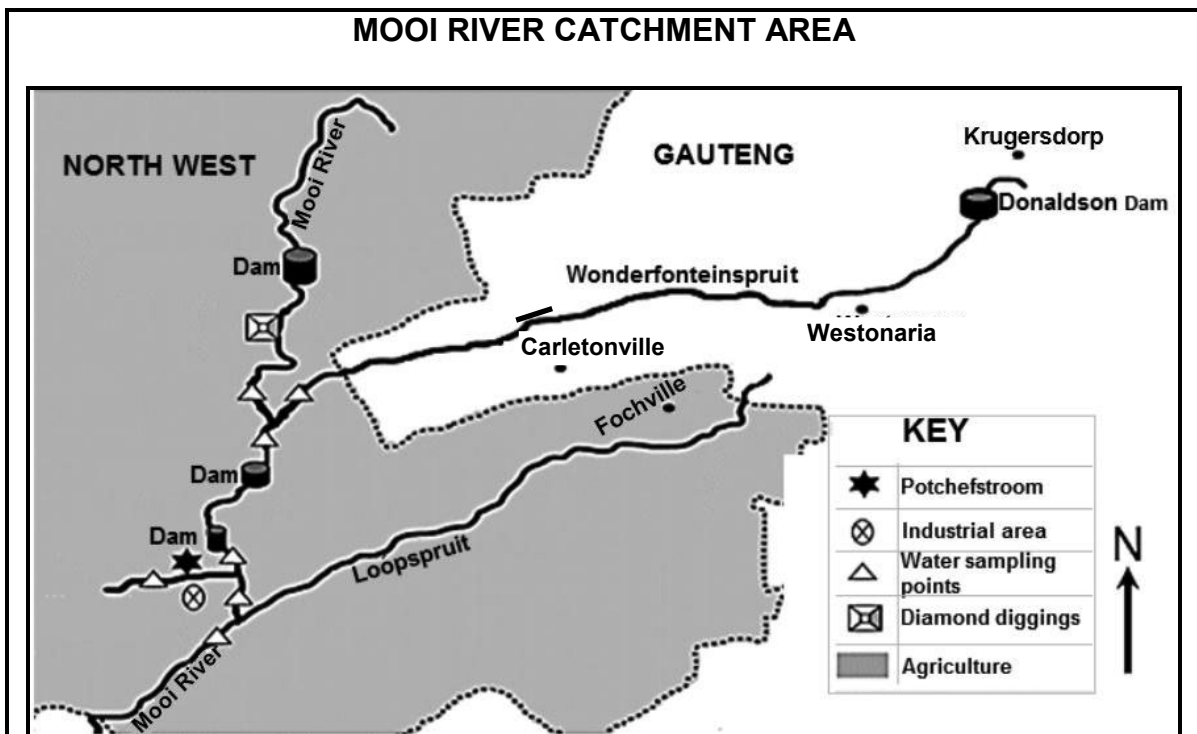 MOOI RIVER CATCHMENT AREA
NORTH WEST
Mooi River
GAUTENG
Krugersdorp
Donaldson Dam
Dam
Wonderfonteinspruit
Westonaria
Carletonville
Fochville
Dam
Dam
Loopspruit
Mooi River
KEY
Potchefstroom
Industrial area
Water sampling
points
Diamond diggings
Agriculture
N